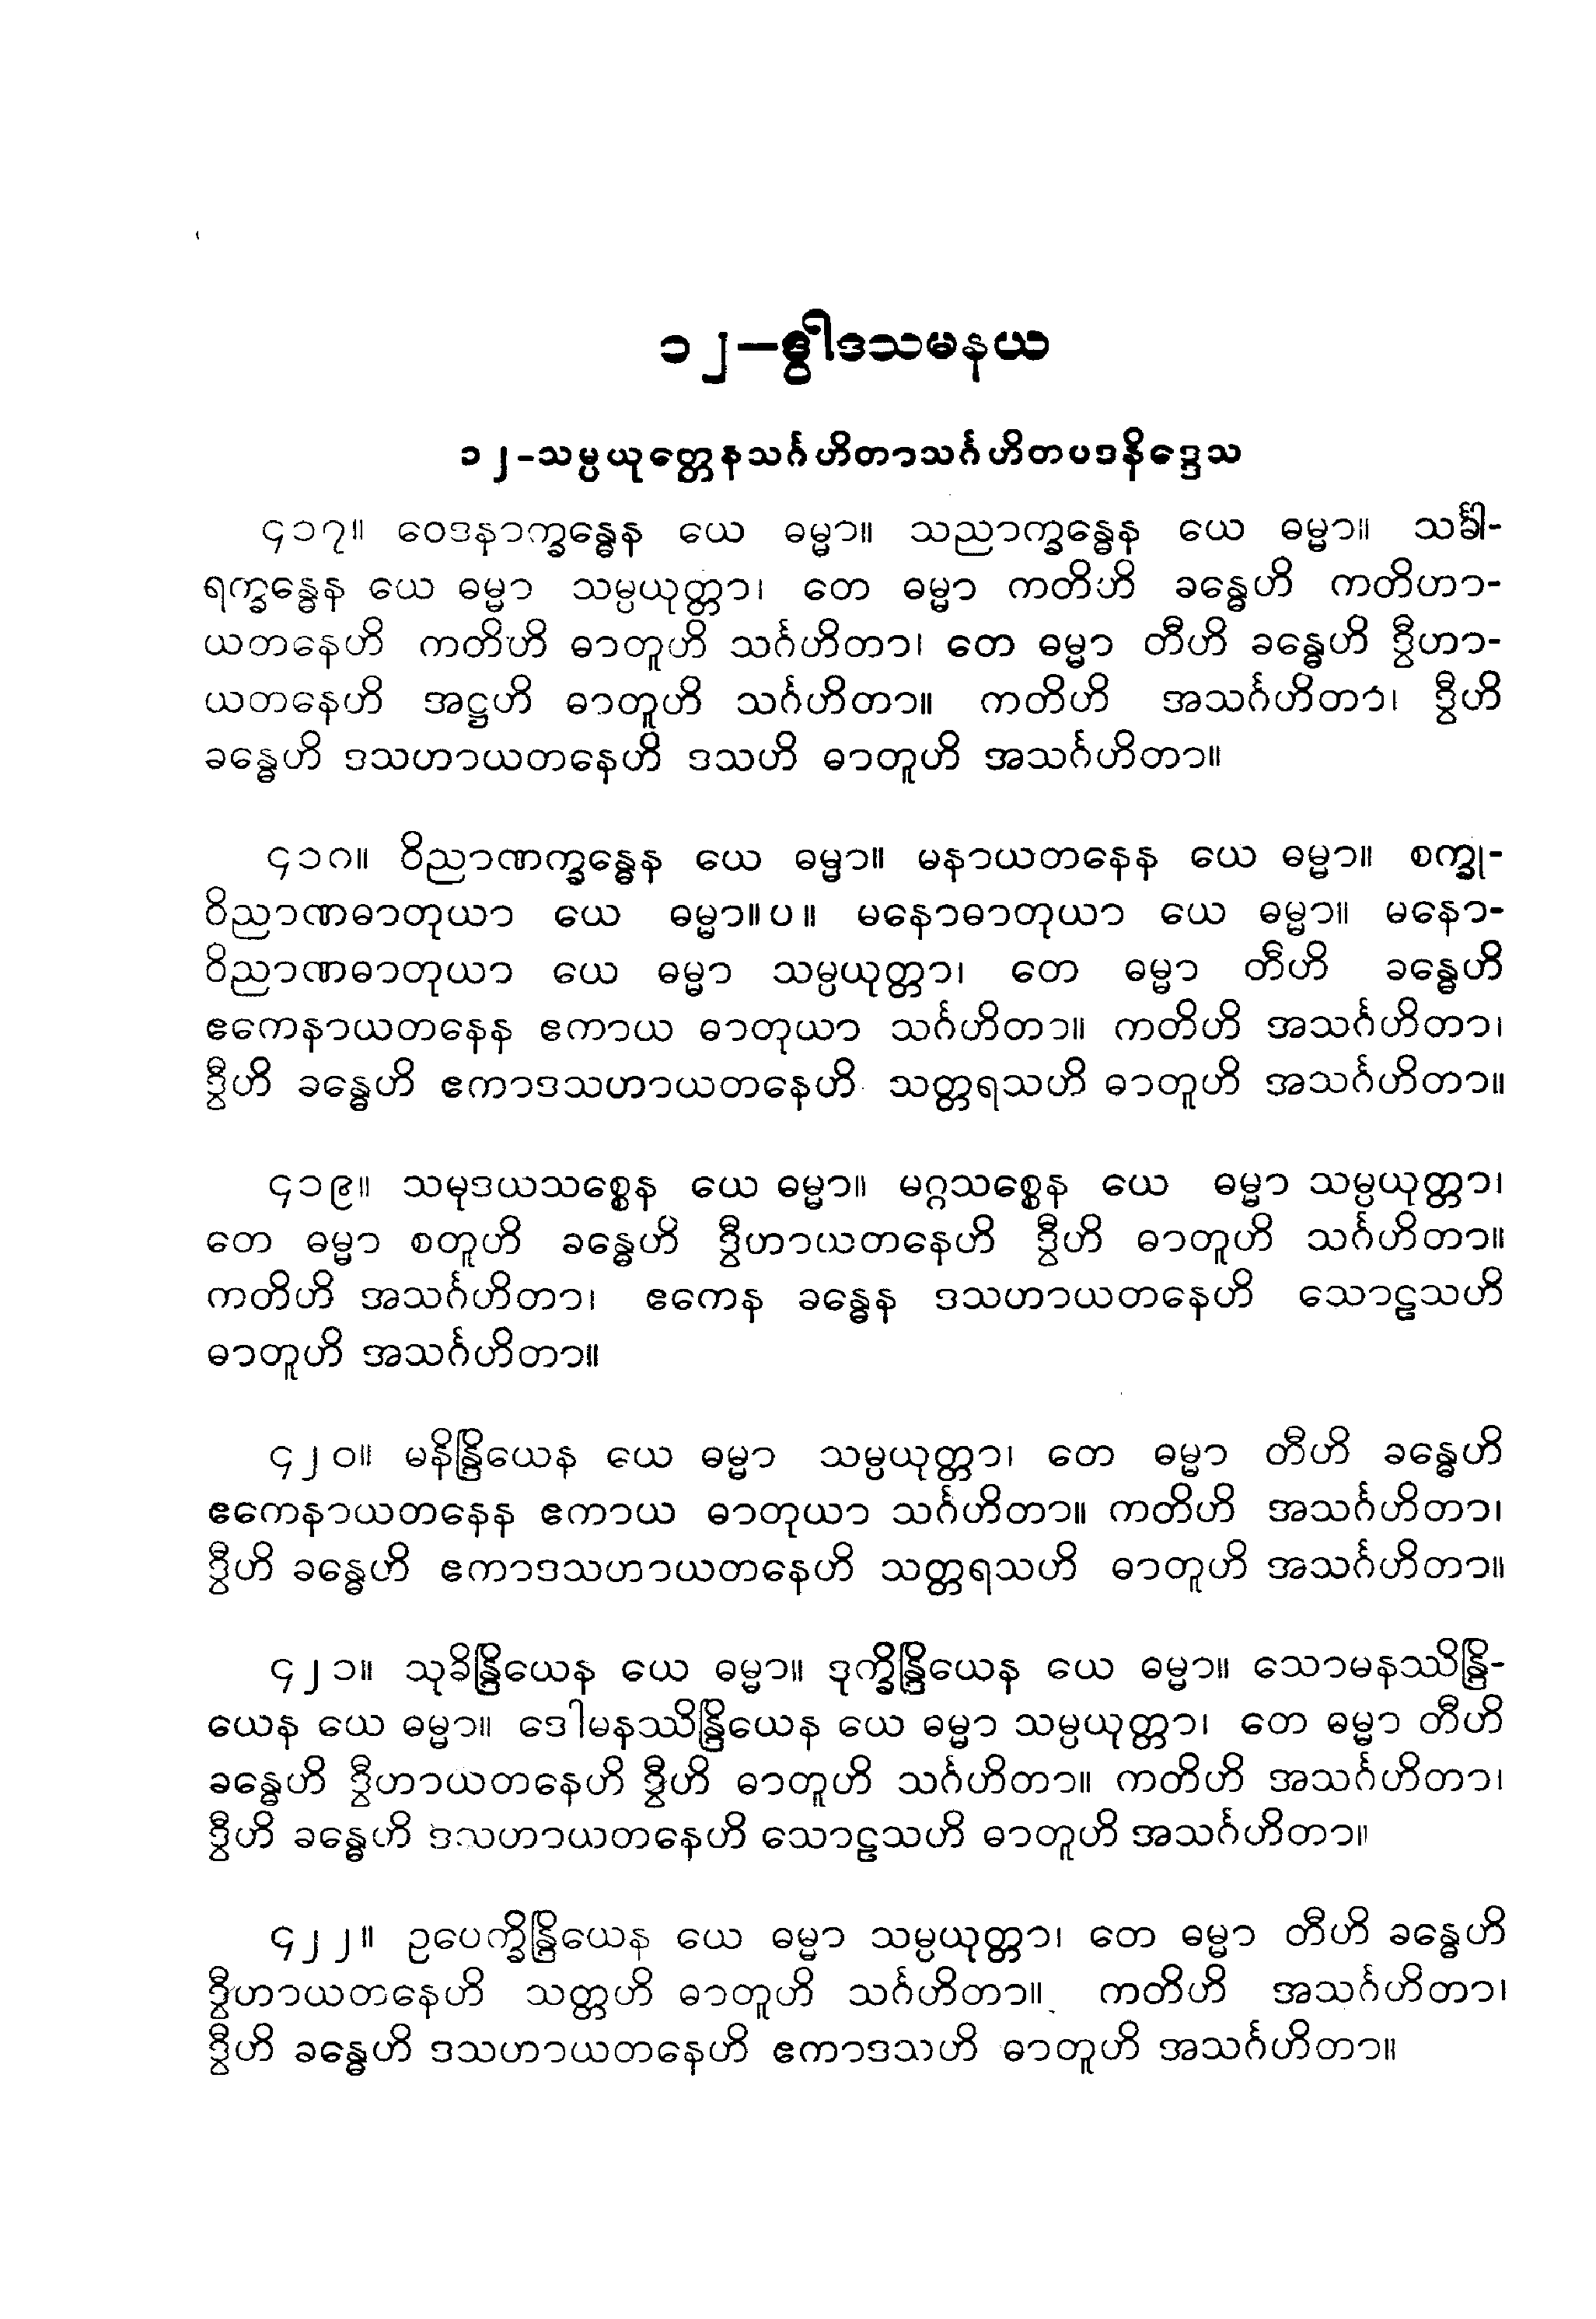 ၁၂—ဒွါဒသမနယ
၁၂-သမ္ပယုတ္တေနသင်္ဂဟိတာသင်္ဂဟိတပဒနိဒ္ဒေသ
၄၁၇။ ဝေဒနာက္ခန္ဓေန ယေ ဓမ္မာ။ သညာက္ခန္ဓေန ယေ ဓမ္မာ။ သင်္ခါ-
ရက္ခန္ဓေန ယေ ဓမ္မာ သမ္ပယုတ္တာ၊ တေ ဓမ္မာ ကတိဟိ ခန္ဓေဟိ ကတိဟာ-
ယတနေဟိ ကတိဟိ ဓာတူဟိ သင်္ဂဟိတာ၊ တေ ဓမ္မာ တီဟိ ခန္ဓေဟိ ဒွီဟာ-
ယတနေဟိ အဋ္ဌဟိ ဓာတူဟိ သင်္ဂဟိတာ။ ကတိဟိ အသင်္ဂဟိတာ၊ ဒွီဟိ
ခန္ဓေဟိ ဒသဟာယတနေဟိ ဒသဟိ ဓာတူဟိ အသင်္ဂဟိတာ။
၄၁၈။ ဝိညာဏက္ခန္ဓေန ယေ ဓမ္မာ။ မနာယတနေန ယေ ဓမ္မာ။ စက္ခု-
ဝိညာဏဓာတုယာ ယေ ဓမ္မာ။ပ။ မနောဓာတုယာ ယေ ဓမ္မာ။ မနော-
ဝိညာဏဓာတုယာ ယေ ဓမ္မာ သမ္ပယုတ္တာ၊ တေ ဓမ္မာ တီဟိ ခန္ဓေဟိ
ဧကေနာယတနေန ဧကာယ ဓာတုယာ သင်္ဂဟိတာ။ ကတိဟိ အသင်္ဂဟိတာ၊
ဒွီဟိ ခန္ဓေဟိ ဧကာဒသဟာယတနေဟိ သတ္တရသဟိ ဓာတူဟိ အသင်္ဂဟိတာ။
၄၁၉။ သမုဒယသစ္စေန ယေ ဓမ္မာ။ မဂ္ဂသစ္စေန ယေ ဓမ္မာ သမ္ပယုတ္တာ၊
တေ ဓမ္မာ စတူဟိ ခန္ဓေဟိ ဒွီဟာယတနေဟိ ဒွီဟိ ဓာတူဟိ သင်္ဂဟိတာ။
ကတိဟိ အသင်္ဂဟိတာ၊ ဧကေန ခန္ဓေန ဒသဟာယတနေဟိ သောဠသဟိ
ဓာတူဟိ အသင်္ဂဟိတာ။
၄၂၀။ မနိန္ဒြိယေန ယေ ဓမ္မာ သမ္ပယုတ္တာ၊ တေ ဓမ္မာ တီဟိ ခန္ဓေဟိ
ဧကေနာယတနေန ဧကာယ ဓာတုယာ သင်္ဂဟိတာ။ ကတိဟိ အသင်္ဂဟိတာ၊
ဒွီဟိ ခန္ဓေဟိ ဧကာဒသဟာယတနေဟိ သတ္တရသဟိ ဓာတူဟိ အသင်္ဂဟိတာ။
၄၂၁။ သုခိန္ဒြိယေန ယေ ဓမ္မာ။ ဒုက္ခိန္ဒြိယေန ယေ ဓမ္မာ။ သောမနဿိန္ဒြိ-
ယေန ယေ ဓမ္မာ။ ဒေါမနဿိန္ဒြိယေန ယေ ဓမ္မာ သမ္ပယုတ္တာ၊ တေ ဓမ္မာ တီဟိ
ခန္ဓေဟိ ဒွီဟာယတနေဟိ ဒွီဟိ ဓာတူဟိ သင်္ဂဟိတာ။ ကတိဟိ အသင်္ဂဟိတာ၊
ဒွီဟိ ခန္ဓေဟိ ဒသဟာယတနေဟိ သောဠသဟိ ဓာတူဟိ အသင်္ဂဟိတာ။
၄၂၂။ ဥပေက္ခိန္ဒြိယေန ယေ ဓမ္မာ သမ္ပယုတ္တာ၊ တေ ဓမ္မာ တီဟိ ခန္ဓေဟိ
ဒွီဟာယတနေဟိ သတ္တဟိ ဓာတူဟိ သင်္ဂဟိတာ။ ကတိဟိ အသင်္ဂဟိတာ၊
ဒွီဟိ ခန္ဓေဟိ ဒသဟာယတနေဟိ ဧကာဒသဟိ ဓာတူဟိ အသင်္ဂဟိတာ။